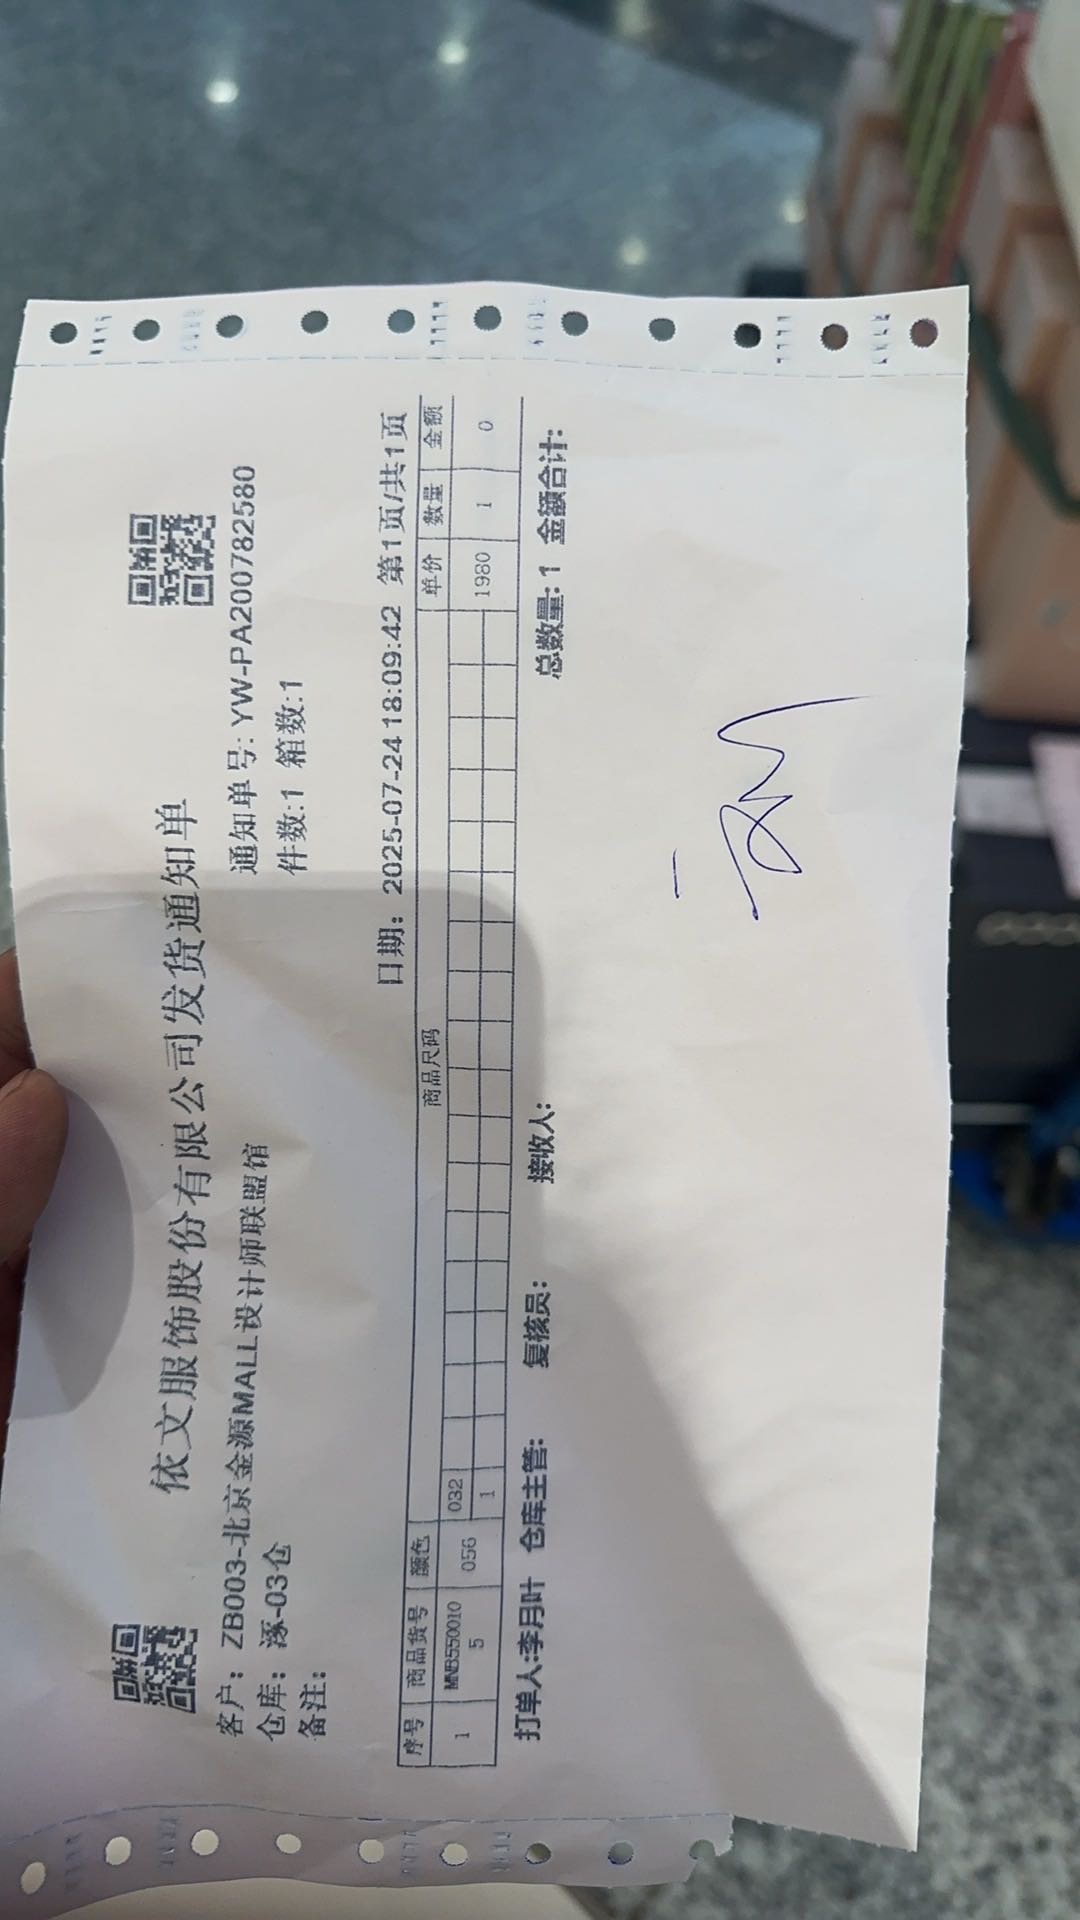 依文服饰股份有限公司发货通知单
客户：ZB003-北京金源MALL设计师联盟馆 通知单号: YW-PA200782580
仓库：涿-03仓 件数:1 箱数:1
备注：
日期：2025-07-24 18:09:42 第1页/共1页
序号 商品货号 颜色 商品尺码 单价 数量 金额
1 MNB550010 5 056 032 1980 1 0
1
打单人:李月叶 仓库主管: 复核员: 接收人: 总数量: 1 金额合计: